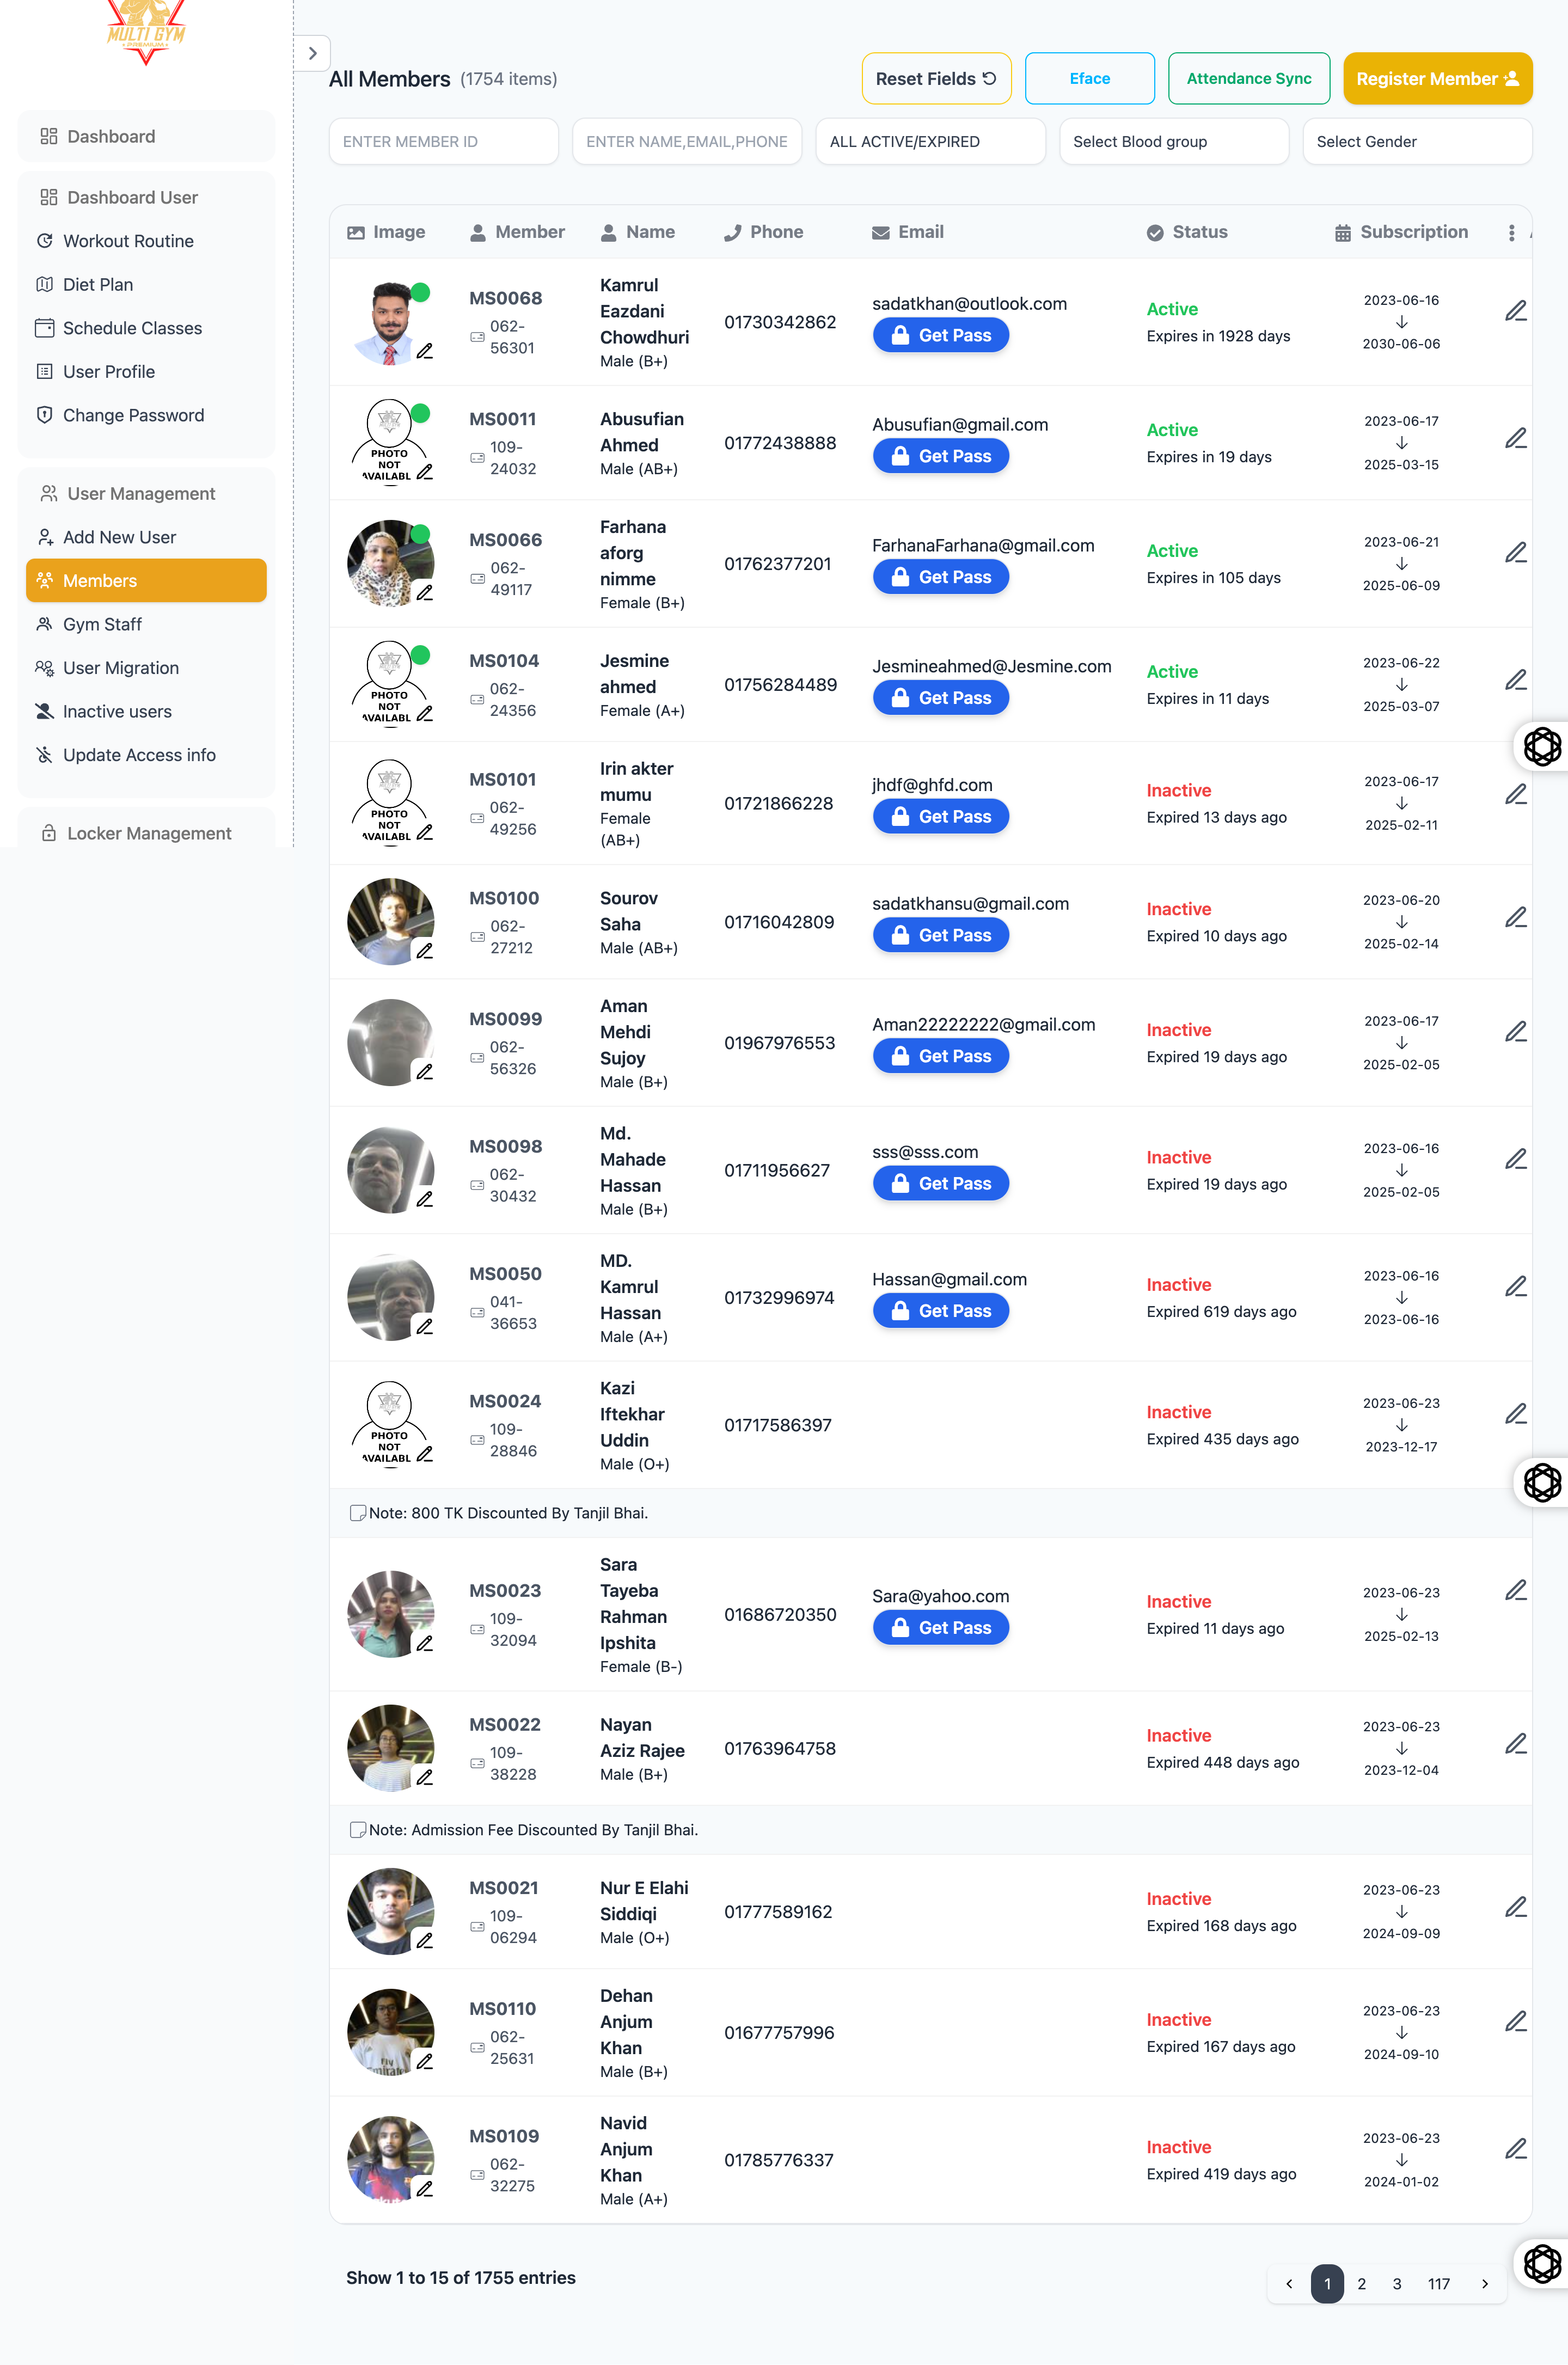 MULTI GYM
PREMIUM
Dashboard
Dashboard User
Workout Routine
Diet Plan
Schedule Classes
User Profile
Change Password
User Management
Add New User
Members
Gym Staff
User Migration
Inactive users
Update Access info
Locker Management
All Members (1754 items)
Reset Fields
Eface
Attendance Sync
Register Member
ENTER MEMBER ID
ENTER NAME,EMAIL,PHONE
ALL ACTIVE/EXPIRED
Select Blood group
Select Gender
Image Member Name Phone Email Status Subscription
MS0068
062-
56301
Kamrul
Eazdani
Chowdhuri
Male (B+)
01730342862
sadatkhan@outlook.com
Get Pass
Active
Expires in 1928 days
2023-06-16
2030-06-06
PHOTO
NOT
AVAILABL
MS0011
109-
24032
Abusufian
Ahmed
Male (AB+)
01772438888
Abusufian@gmail.com
Get Pass
Active
Expires in 19 days
2023-06-17
2025-03-15
MS0066
062-
49117
Farhana
aforg
nimme
Female (B+)
01762377201
FarhanaFarhana@gmail.com
Get Pass
Active
Expires in 105 days
2023-06-21
2025-06-09
PHOTO
NOT
AVAILABL
MS0104
062-
24356
Jesmine
ahmed
Female (A+)
01756284489
Jesmineahmed@Jesmine.com
Get Pass
Active
Expires in 11 days
2023-06-22
2025-03-07
PHOTO
NOT
AVAILABL
MS0101
062-
49256
Irin akter
mumu
Female
(AB+)
01721866228
jhdf@ghfd.com
Get Pass
Inactive
Expired 13 days ago
2023-06-17
2025-02-11
MS0100
062-
27212
Sourov
Saha
Male (AB+)
01716042809
sadatkhansu@gmail.com
Get Pass
Inactive
Expired 10 days ago
2023-06-20
2025-02-14
MS0099
062-
56326
Aman
Mehdi
Sujoy
Male (B+)
01967976553
Aman22222222@gmail.com
Get Pass
Inactive
Expired 19 days ago
2023-06-17
2025-02-05
MS0098
062-
30432
Md.
Mahade
Hassan
Male (B+)
01711956627
sss@sss.com
Get Pass
Inactive
Expired 19 days ago
2023-06-16
2025-02-05
MS0050
041-
36653
MD.
Kamrul
Hassan
Male (A+)
01732996974
Hassan@gmail.com
Get Pass
Inactive
Expired 619 days ago
2023-06-16
2023-06-16
PHOTO
NOT
AVAILABL
MS0024
109-
28846
Kazi
Iftekhar
Uddin
Male (O+)
01717586397
Inactive
Expired 435 days ago
2023-06-23
2023-12-17
Note: 800 TK Discounted By Tanjil Bhai.
MS0023
109-
32094
Sara
Tayeba
Rahman
Ipshita
Female (B-)
01686720350
Sara@yahoo.com
Get Pass
Inactive
Expired 11 days ago
2023-06-23
2025-02-13
MS0022
109-
38228
Nayan
Aziz Rajee
Male (B+)
01763964758
Inactive
Expired 448 days ago
2023-06-23
2023-12-04
Note: Admission Fee Discounted By Tanjil Bhai.
MS0021
109-
06294
Nur E Elahi
Siddiqi
Male (O+)
01777589162
Inactive
Expired 168 days ago
2023-06-23
2024-09-09
MS0110
062-
25631
Dehan
Anjum
Khan
Male (B+)
01677757996
Inactive
Expired 167 days ago
2023-06-23
2024-09-10
MS0109
062-
32275
Navid
Anjum
Khan
Male (A+)
01785776337
Inactive
Expired 419 days ago
2023-06-23
2024-01-02
Show 1 to 15 of 1755 entries
1 2 3 117